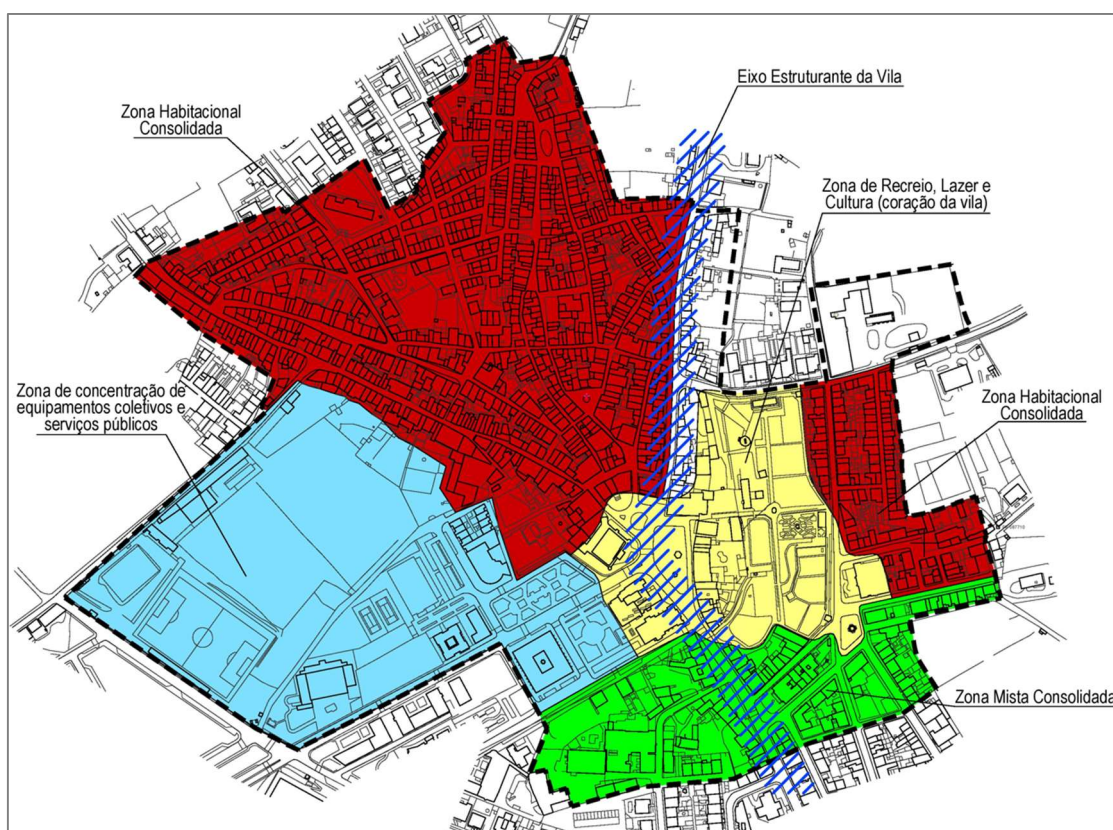 Eixo Estruturante da Vila
Zona Habitacional
Consolidada
Zona de Recreio, Lazer e
Cultura (coração da vila)
Zona de concentração de
equipamentos coletivos e
serviços públicos
Zona Habitacional
Consolidada
Zona Mista Consolidada